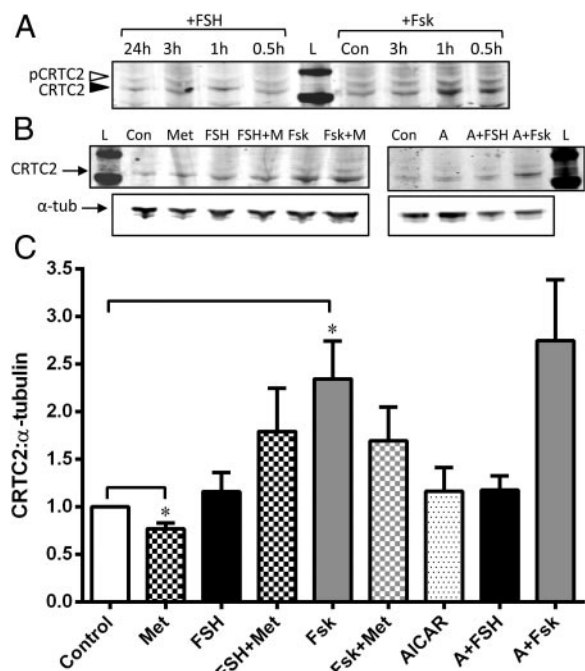 A
+FSH
+Fsk
24h 3h 1h 0.5h L Con 3h 1h 0.5h
pCRTC2
CRTC2
B
L Con Met FSH FSH+M Fsk Fsk+M Con A A+FSH A+Fsk L
CRTC2
α-tub
C
CRTC2:α-tubulin
3.5
3.0
2.5
2.0
1.5
1.0
0.5
0.0
*
*
Control Met FSH FSH+Met Fsk Fsk+Met AICAR A+FSH A+Fsk